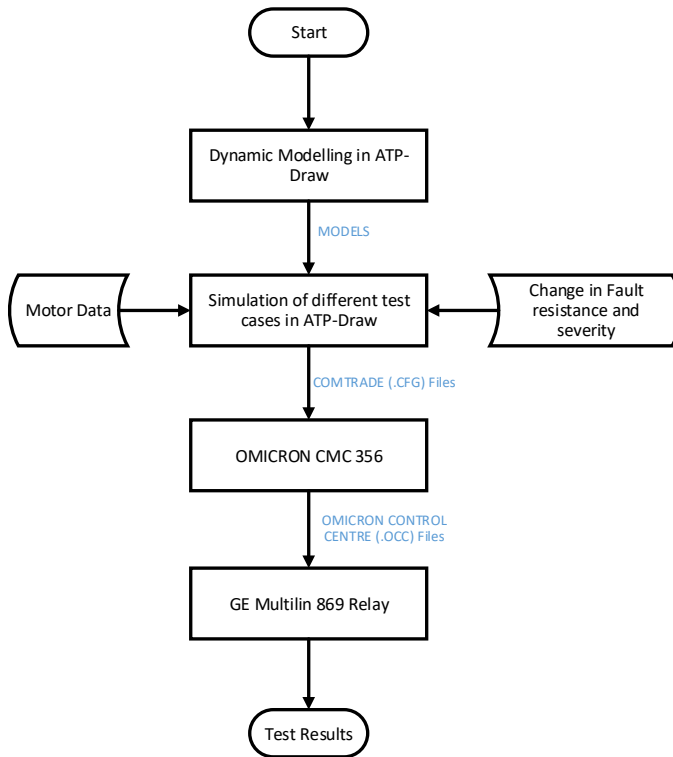 Start
Dynamic Modelling in ATP-
Draw
MODELS
Motor Data
Simulation of different test
cases in ATP-Draw
Change in Fault
resistance and
severity
COMTRADE (.CFG) Files
OMICRON CMC 356
OMICRON CONTROL
CENTRE (.OCC) Files
GE Multilin 869 Relay
Test Results